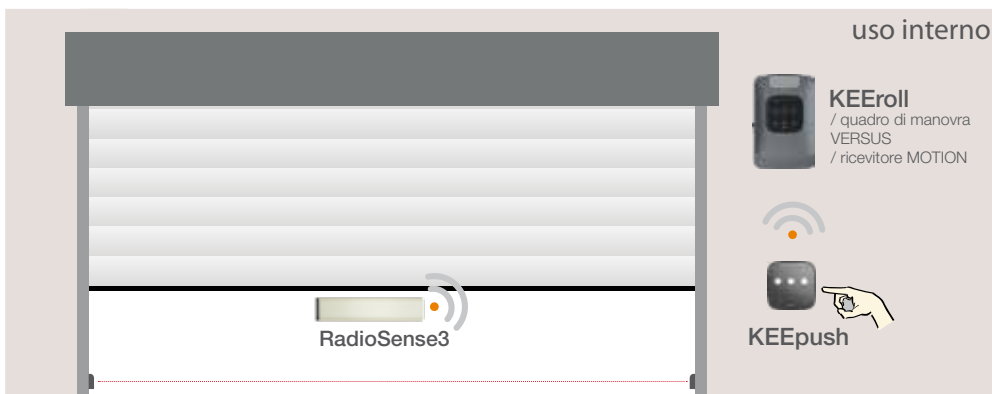 uso interno
KEEroll
/ quadro di manovra
VERSUS
/ ricevitore MOTION
RadioSense3
KEEpush